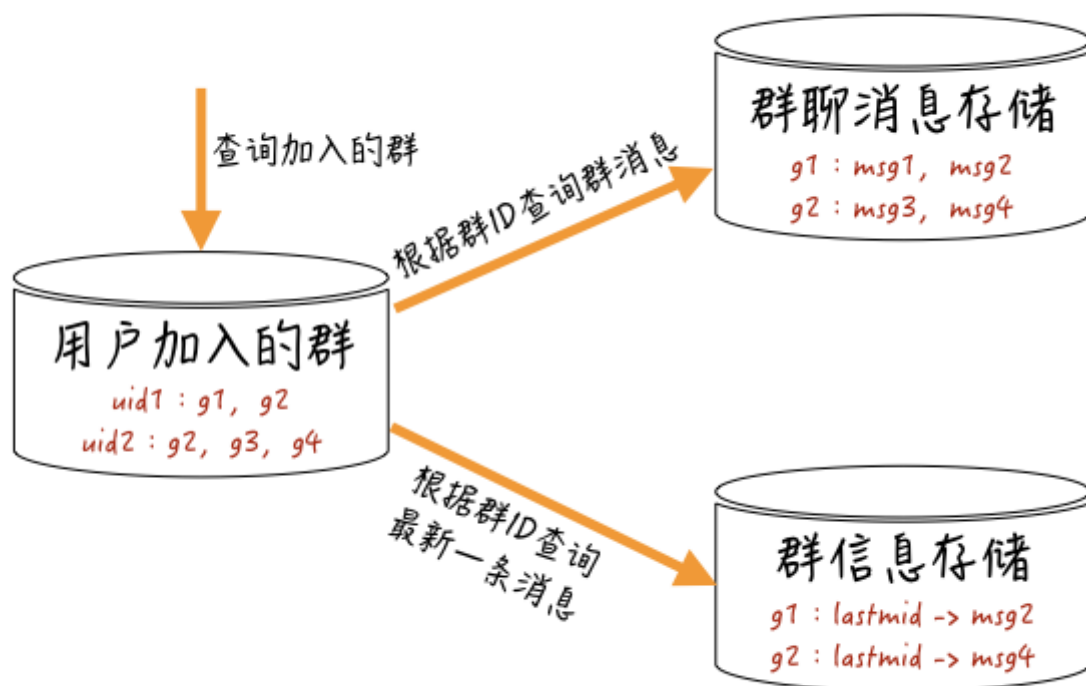 查询加入的群
用户加入的群
uid1：g1, g2
uid2：g2, g3, g4
根据群ID查询群消息
群聊消息存储
g1：msg1, msg2
g2：msg3, msg4
根据群ID查询
最新一条消息
群信息存储
g1：lastmid -> msg2
g2：lastmid -> msg4